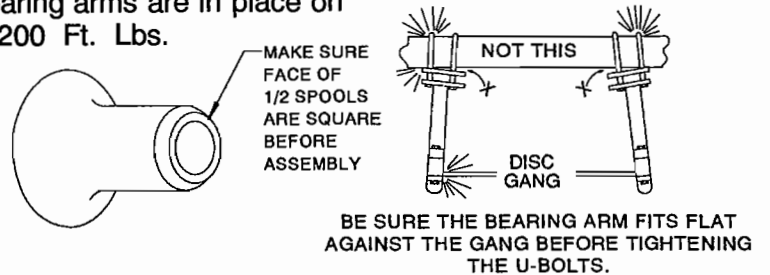 aring arms are in place on
200 Ft. Lbs.
MAKE SURE
FACE OF
1/2 SPOOLS
ARE SQUARE
BEFORE
ASSEMBLY
NOT THIS
DISC
GANG
BE SURE THE BEARING ARM FITS FLAT
AGAINST THE GANG BEFORE TIGHTENING
THE U-BOLTS.